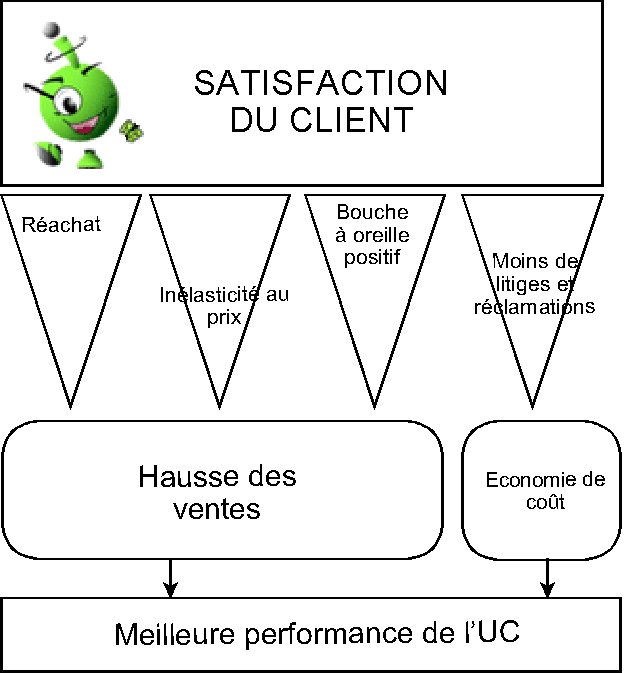 SATISFACTION
DU CLIENT
Réachat
Inélasticité au
prix
Bouche
à oreille
positif
Moins de
litiges et
réclamations
Hausse des
ventes
Economie de
coût
Meilleure performance de l'UC